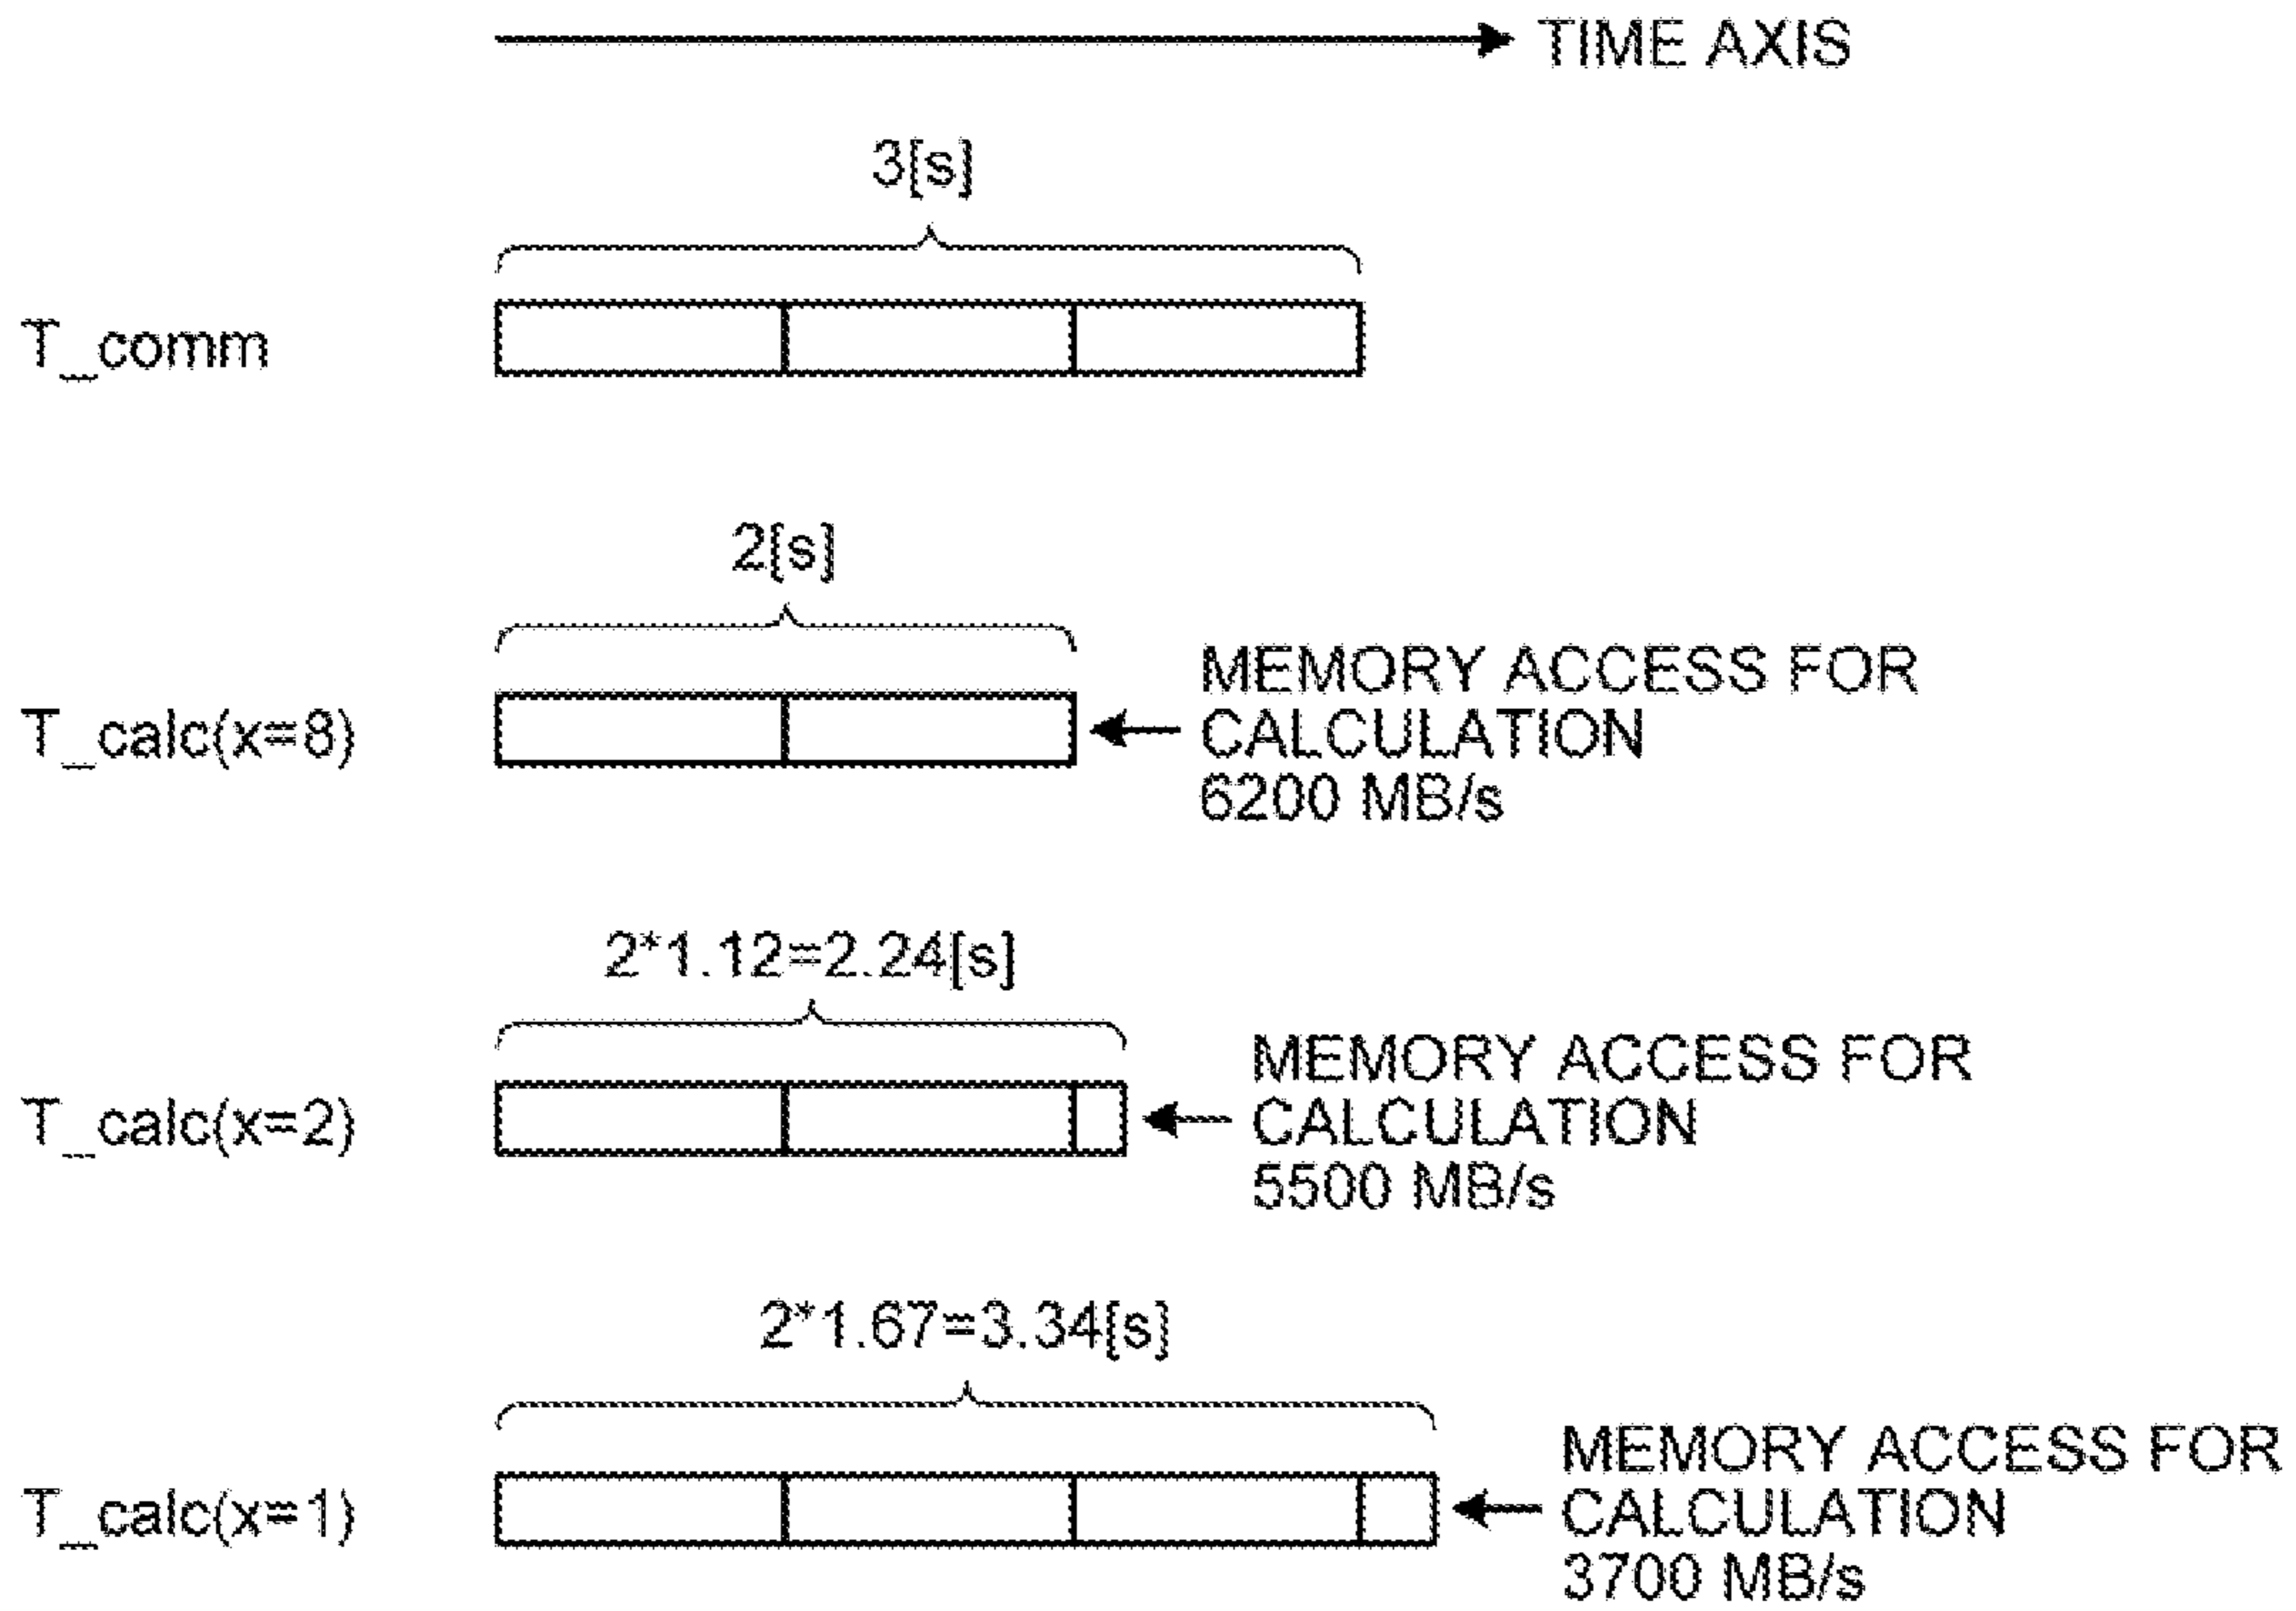 TIME AXIS
3[s]
T_comm
2[s]
T_calc(x=8)
MEMORY ACCESS FOR
CALCULATION
6200 MB/s
2*1.12=2.24[s]
T_calc(x=2)
MEMORY ACCESS FOR
CALCULATION
5500 MB/s
2*1.67=3.34[s]
T_calc(x=1)
MEMORY ACCESS FOR
CALCULATION
3700 MB/s